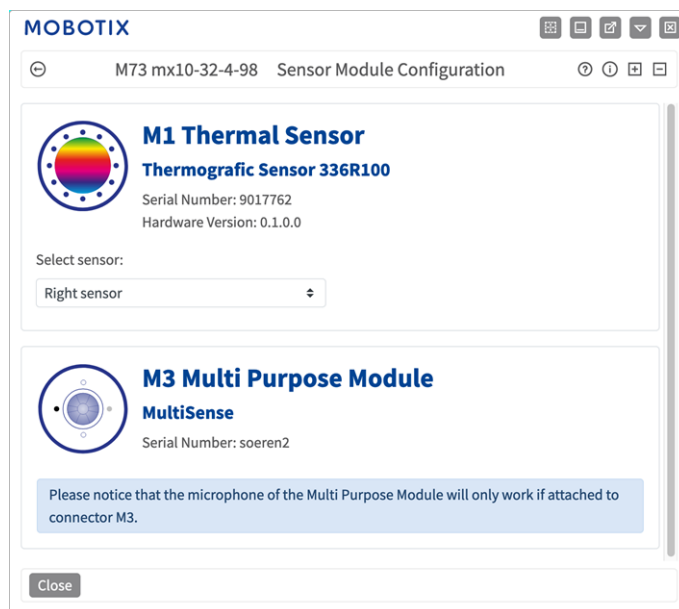 MOBOTIX
M73 mx10-32-4-98 Sensor Module Configuration
M1 Thermal Sensor
Thermografic Sensor 336R100
Serial Number: 9017762
Hardware Version: 0.1.0.0
Select sensor:
Right sensor
M3 Multi Purpose Module
MultiSense
Serial Number: soeren2
Please notice that the microphone of the Multi Purpose Module will only work if attached to
connector M3.
Close